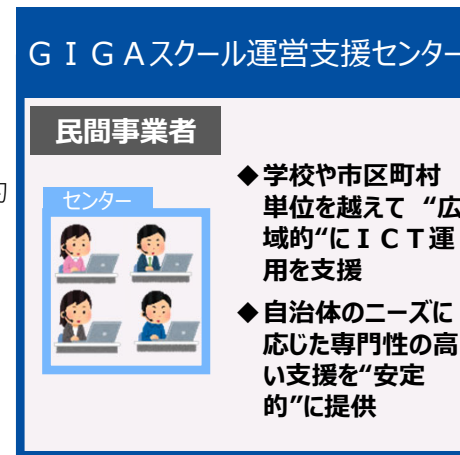 ＧＩＧＡスクール運営支援センター
民間事業者
的
センター
◆学校や市区町村
単位を越えて “広
域的“にＩＣＴ運
用を支援
◆自治体のニーズに
応じた専門性の高
い支援を“安定
的”に提供